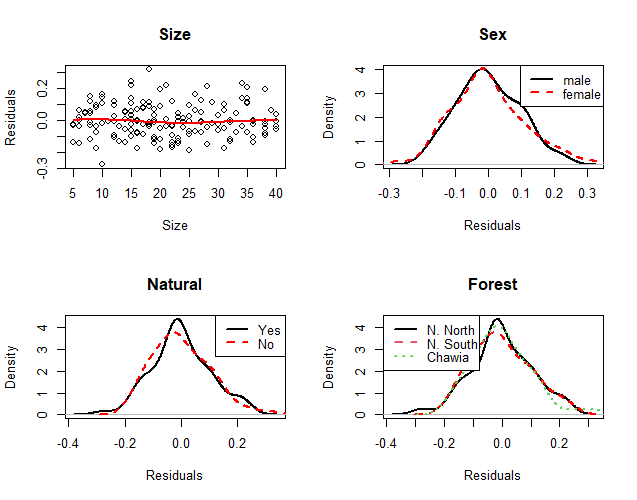 Size
Residuals
0.2
0.0
-0.3
5 10 15 20 25 30 35 40
Size
Sex
Density
4
3
2
1
0
male
female
-0.3 -0.1 0.0 0.1 0.2 0.3
Residuals
Natural
Density
4
3
2
1
0
Yes
No
-0.4 -0.2 0.0 0.2
Residuals
Forest
Density
4
3
2
1
0
N. North
N. South
Chawia
-0.4 -0.2 0.0 0.2
Residuals